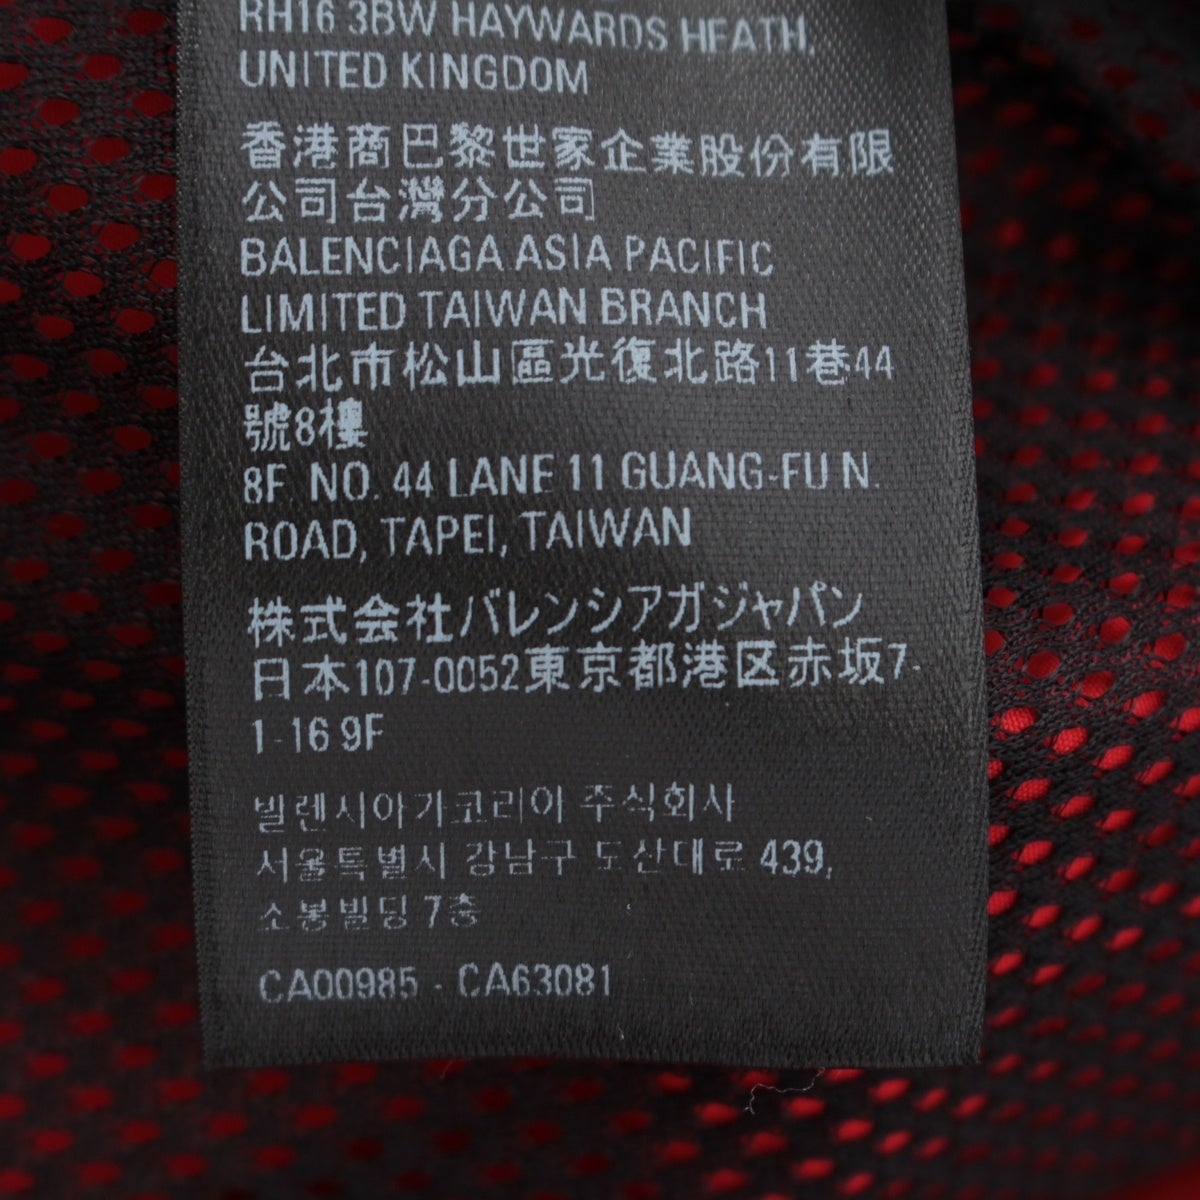 RH16 3BW HAYWARDS HEATH,
UNITED KINGDOM
香港商巴黎世家企業股份有限
公司台灣分公司
BALENCIAGA ASIA PACIFIC
LIMITED TAIWAN BRANCH
台北市松山區光復北路11巷44
號8樓
8F. NO. 44 LANE 11 GUANG-FU N.
ROAD, TAPEI, TAIWAN
株式会社バレンシアガジャパン
日本107-0052東京都港区赤坂7-
1-16 9F
발렌시아가코리아 주식회사
서울특별시 강남구 도산대로 439,
소봉빌딩 7층
CA00985 - CA63081